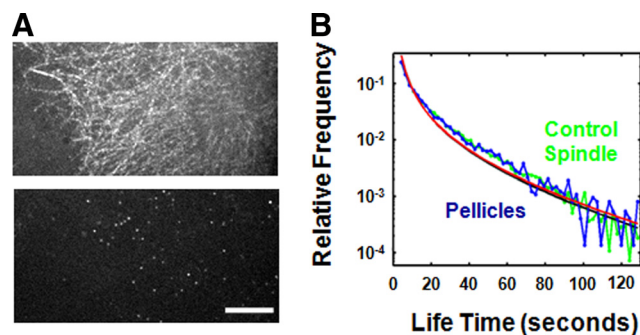 A
B
Relative Frequency
10⁻¹
10⁻²
10⁻³
10⁻⁴
Control
Spindle
Pellicles
0 20 40 60 80 100 120
Life Time (seconds)